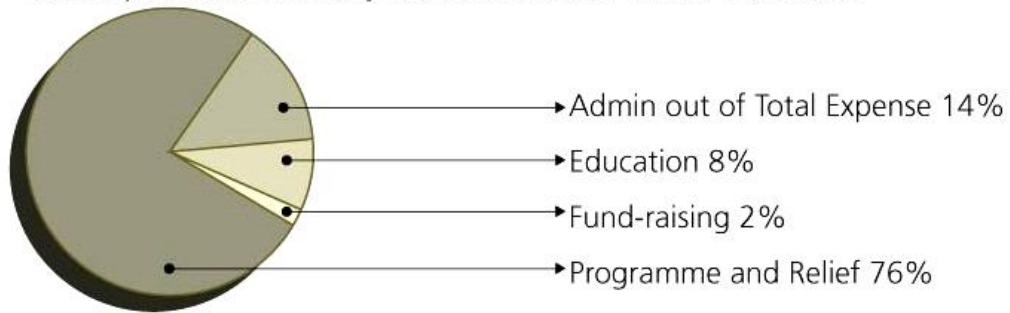 Admin out of Total Expense 14%
Education 8%
Fund-raising 2%
Programme and Relief 76%